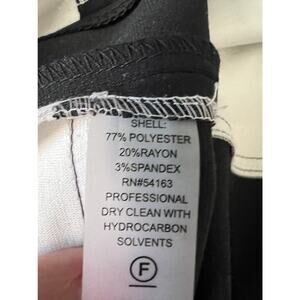 SHELL:
77% POLYESTER
20%RAYON
3%SPANDEX
RN#54163
PROFESSIONAL
DRY CLEAN WITH
HYDROCARBON
SOLVENTS
F